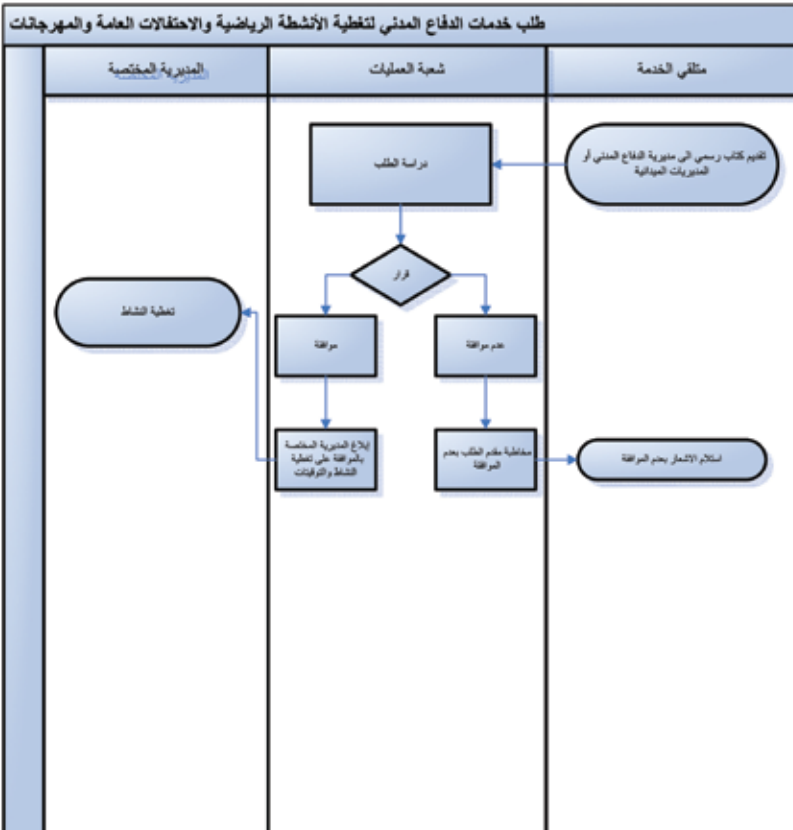 طلب خدمات الدفاع المدني لتغطية الأنشطة الرياضية والاحتفالات العامة والمهرجانات
متلقي الخدمة
شعبة العمليات
المديرية المختصة
تقديم كتاب رسمي الى مديرية الدفاع المدني أو
المديريات الميدانية
دراسة الطلب
قرار
عدم موافقة
موافقة
تغطية النشاط
مخاطبة مقدم الطلب بعدم
الموافقة
إبلاغ المديرية المختصة
بالموافقة على تغطية
النشاط والتوقيتات
استلام الاشعار بعدم الموافقة